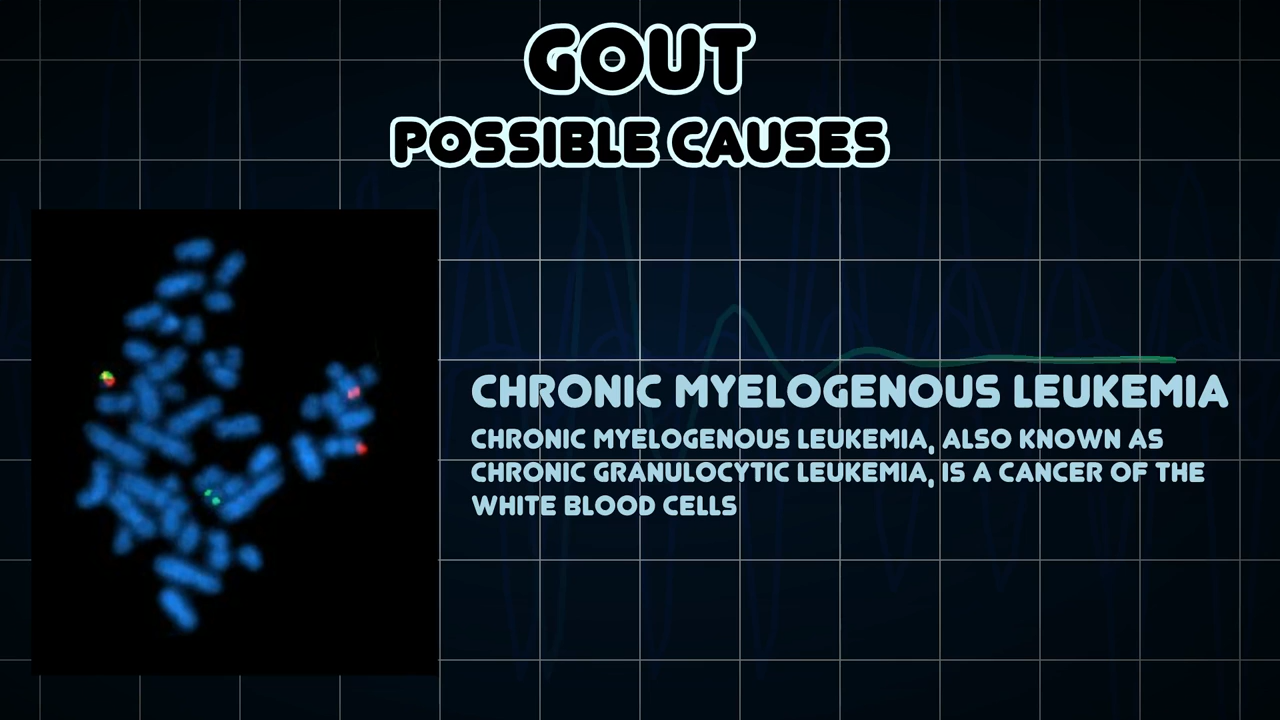 GOUT
POSSIBLE CAUSES
CHRONIC MYELOGENOUS LEUKEMIA
CHRONIC MYELOGENOUS LEUKEMIA, ALSO KNOWN AS
CHRONIC GRANULOCYTIC LEUKEMIA, IS A CANCER OF THE
WHITE BLOOD CELLS